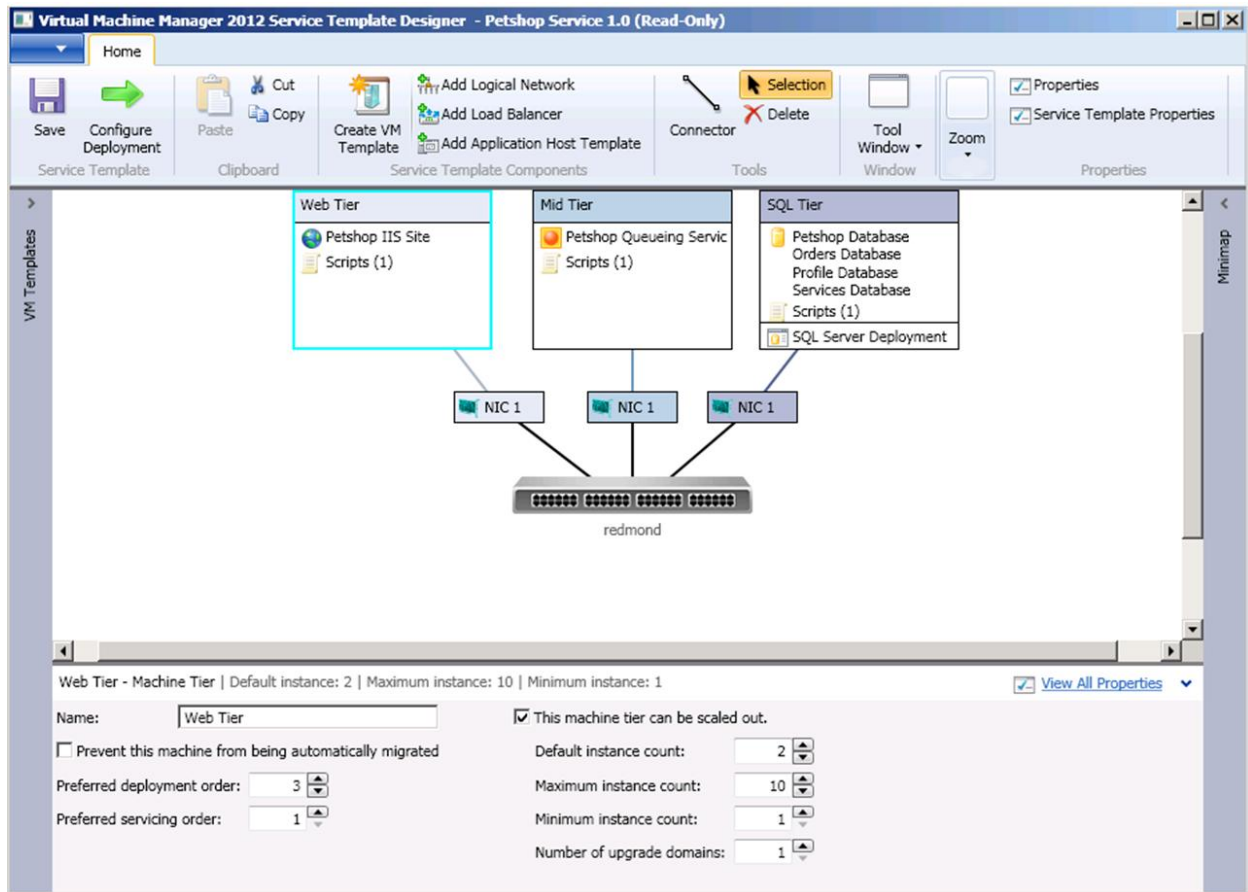 Virtual Machine Manager 2012 Service Template Designer - Petshop Service 1.0 (Read-Only)
Home
Save
Configure Deployment
Paste
Cut
Copy
Create VM Template
Add Logical Network
Add Load Balancer
Add Application Host Template
Connector
Selection
Delete
Tool Window
Zoom
Properties
Service Template Properties
Service Template
Clipboard
Service Template Components
Tools
Window
Properties
VM Templates
Minimap
Web Tier
Petshop IIS Site
Scripts (1)
Mid Tier
Petshop Queueing Servic
Scripts (1)
SQL Tier
Petshop Database
Orders Database
Profile Database
Services Database
Scripts (1)
SQL Server Deployment
NIC 1
NIC 1
NIC 1
redmond
Web Tier - Machine Tier | Default instance: 2 | Maximum instance: 10 | Minimum instance: 1
View All Properties
Name: Web Tier
Prevent this machine from being automatically migrated
Preferred deployment order: 3
Preferred servicing order: 1
This machine tier can be scaled out.
Default instance count: 2
Maximum instance count: 10
Minimum instance count: 1
Number of upgrade domains: 1